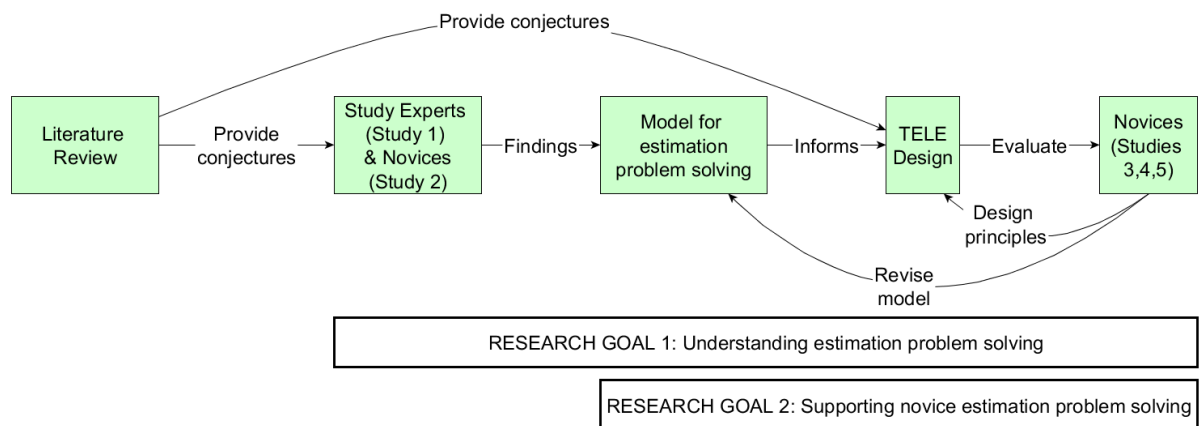 Provide conjectures
Literature
Review
Provide
conjectures
Study Experts
(Study 1)
& Novices
(Study 2)
Findings
Model for
estimation
problem solving
Informs
TELE
Design
Evaluate
Novices
(Studies
3,4,5)
Design
principles
Revise
model
RESEARCH GOAL 1: Understanding estimation problem solving
RESEARCH GOAL 2: Supporting novice estimation problem solving